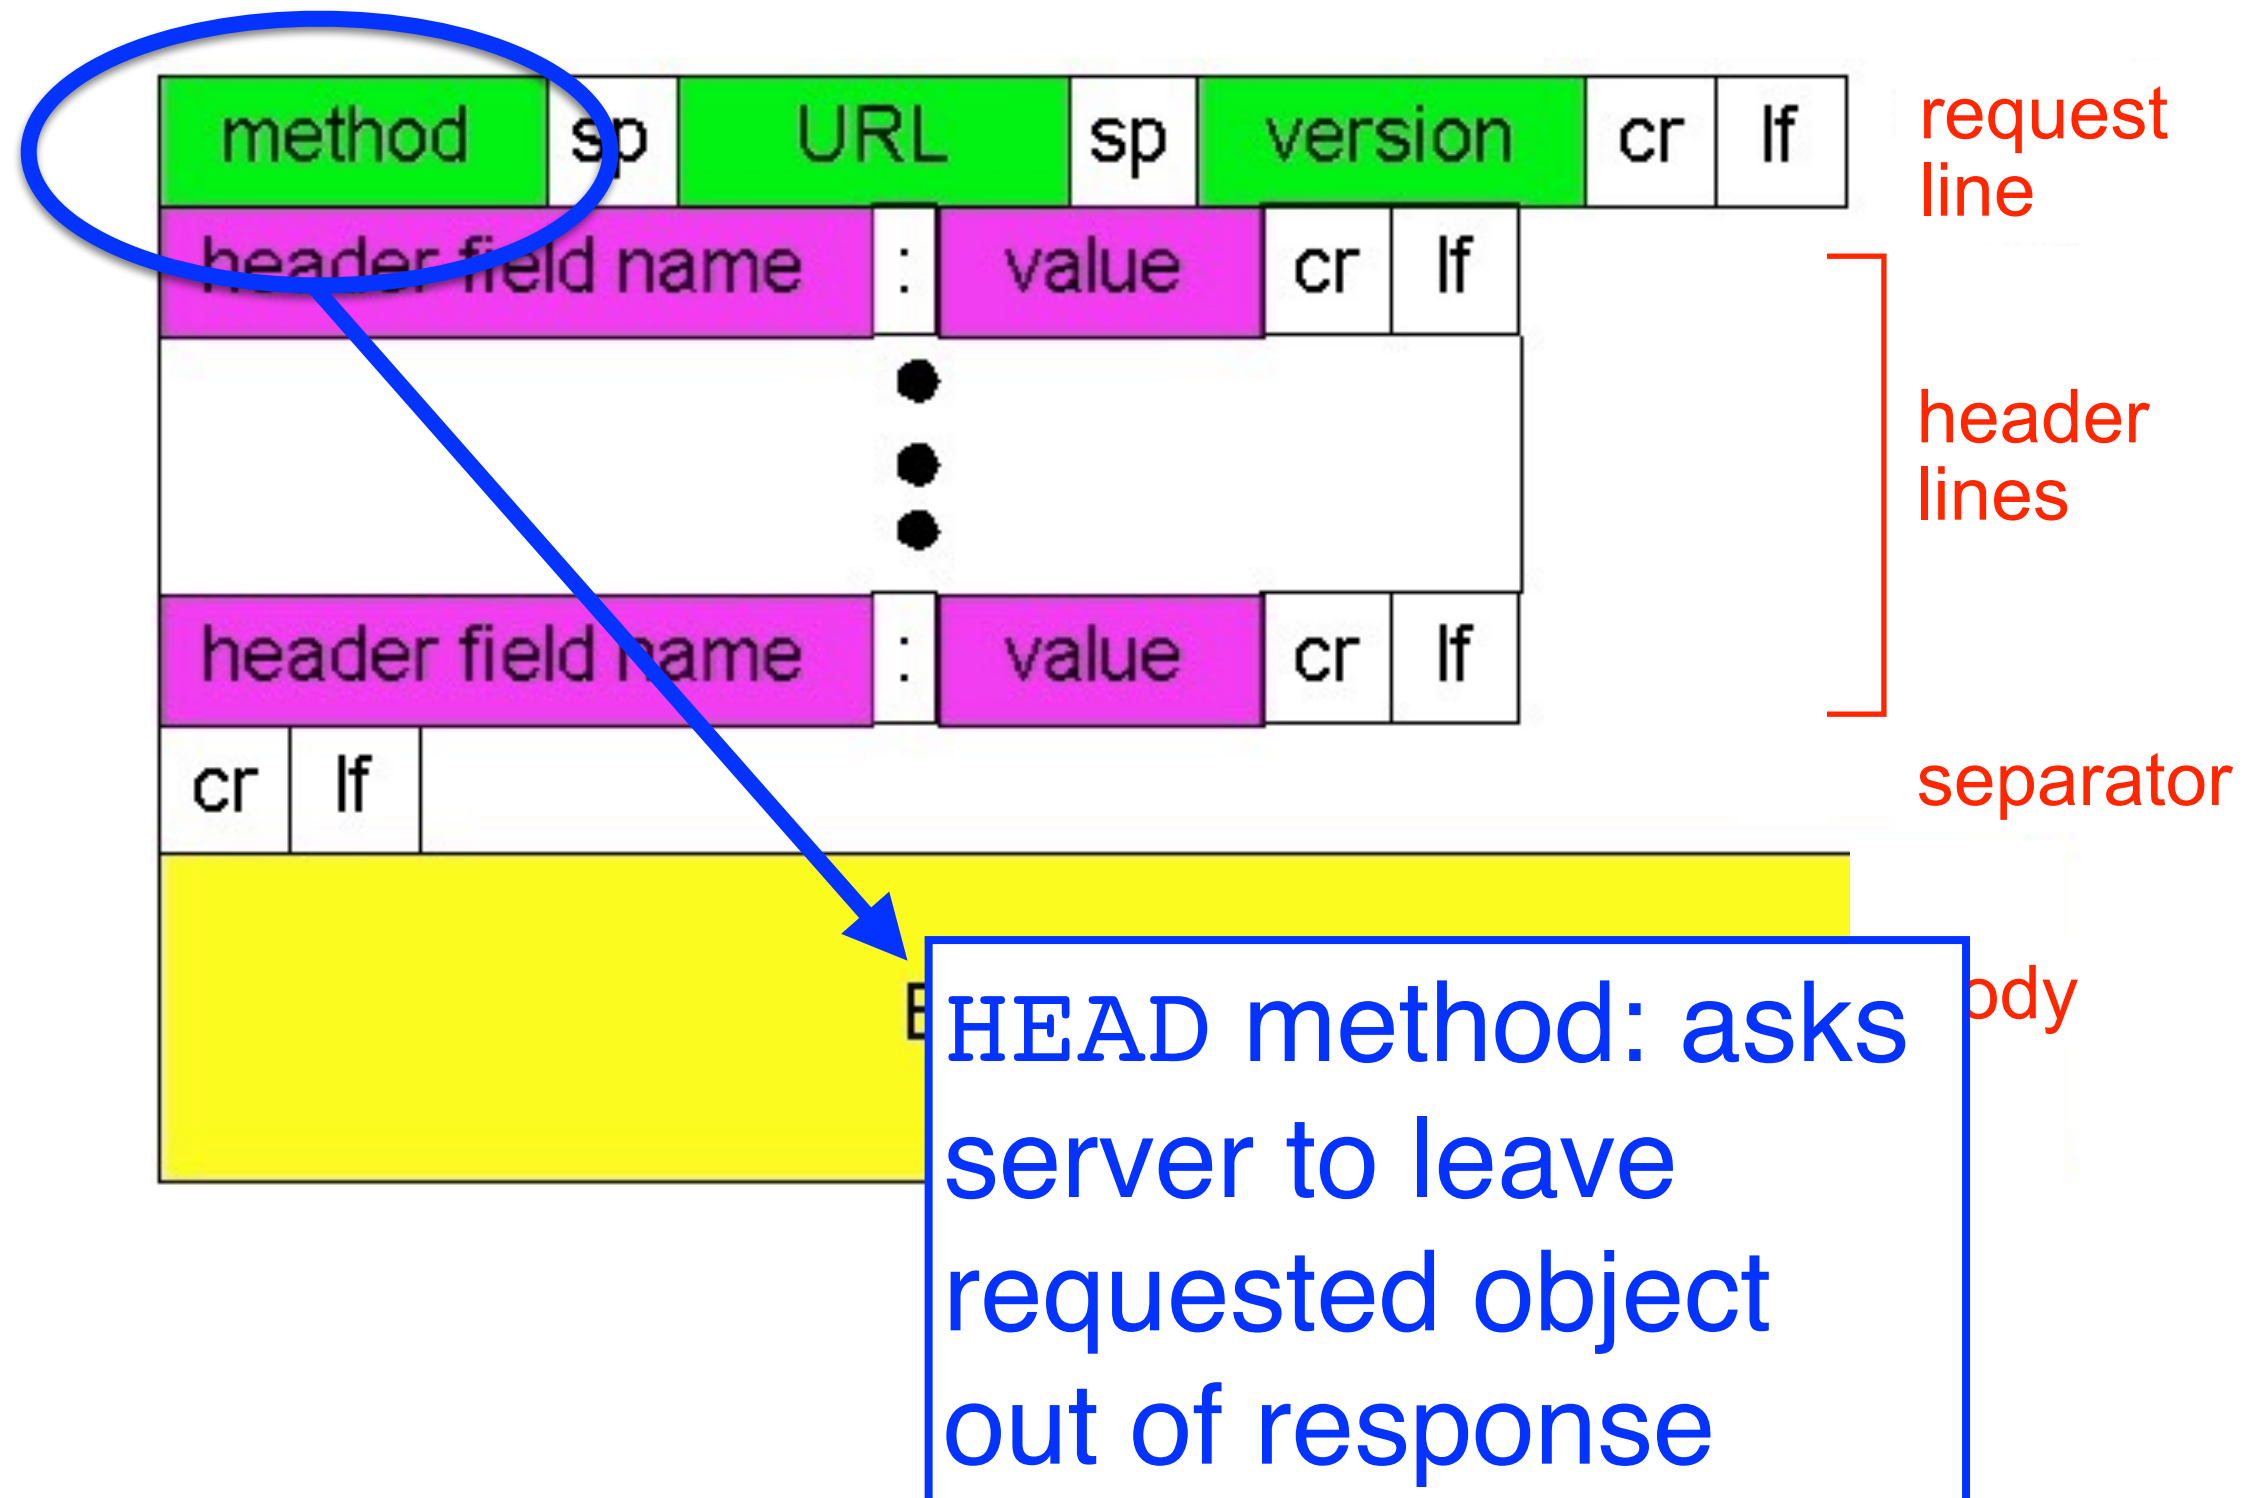 method sp URL sp version cr lf
request
line
header field name : value cr lf
header
lines
header field name : value cr lf
cr lf
separator
HEAD method: asks
server to leave
requested object
out of response